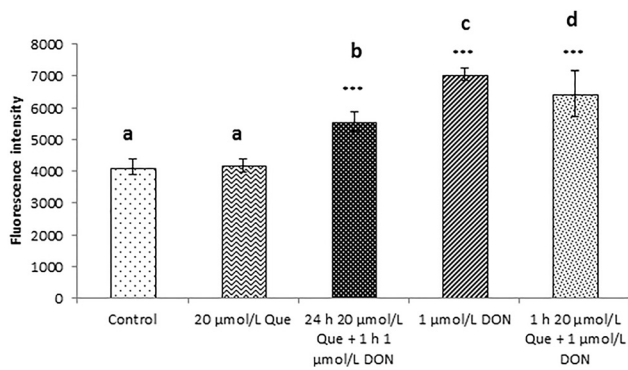 d
c
b
a
a
***
***
***
Fluorescence intensity
8000
7000
6000
5000
4000
3000
2000
1000
0
Control
20 µmol/L Que
24 h 20 µmol/L
Que + 1 h 1
µmol/L DON
1 µmol/L DON
1 h 20 µmol/L
Que + 1 µmol/L
DON